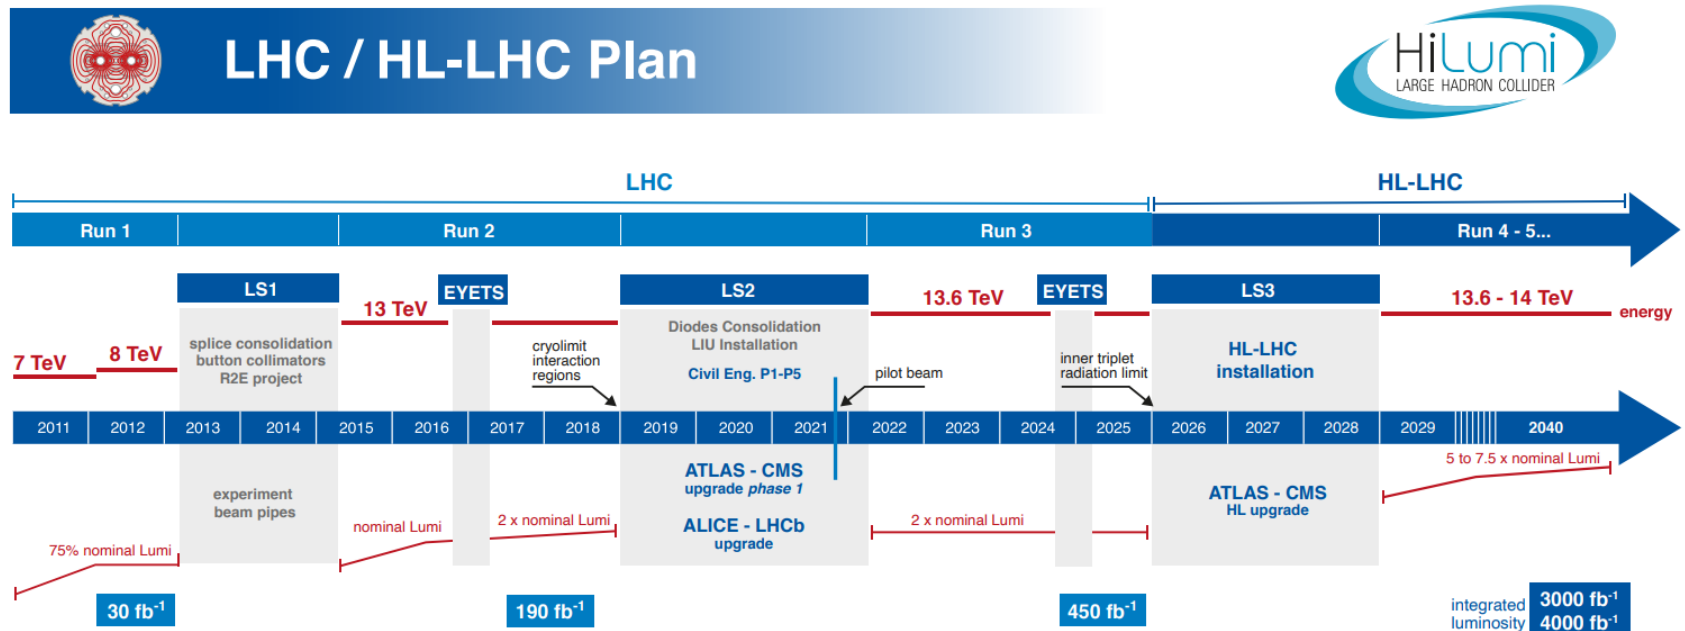 LHC / HL-LHC Plan
HiLumi
LARGE HADRON COLLIDER
LHC
HL-LHC
Run 1
Run 2
Run 3
Run 4 - 5...
LS1
EYETS
LS2
EYETS
LS3
13 TeV
13.6 TeV
13.6 - 14 TeV
energy
7 TeV
8 TeV
splice consolidation
button collimators
R2E project
cryolimit
interaction
regions
Diodes Consolidation
LIU Installation
Civil Eng. P1-P5
pilot beam
inner triplet
radiation limit
HL-LHC
installation
2011 2012 2013 2014 2015 2016 2017 2018 2019 2020 2021 2022 2023 2024 2025 2026 2027 2028 2029 2040
experiment
beam pipes
ATLAS - CMS
upgrade phase 1
ALICE - LHCb
upgrade
ATLAS - CMS
HL upgrade
75% nominal Lumi
nominal Lumi
2 x nominal Lumi
2 x nominal Lumi
5 to 7.5 x nominal Lumi
30 fb⁻¹
190 fb⁻¹
450 fb⁻¹
integrated
luminosity
3000 fb⁻¹
4000 fb⁻¹